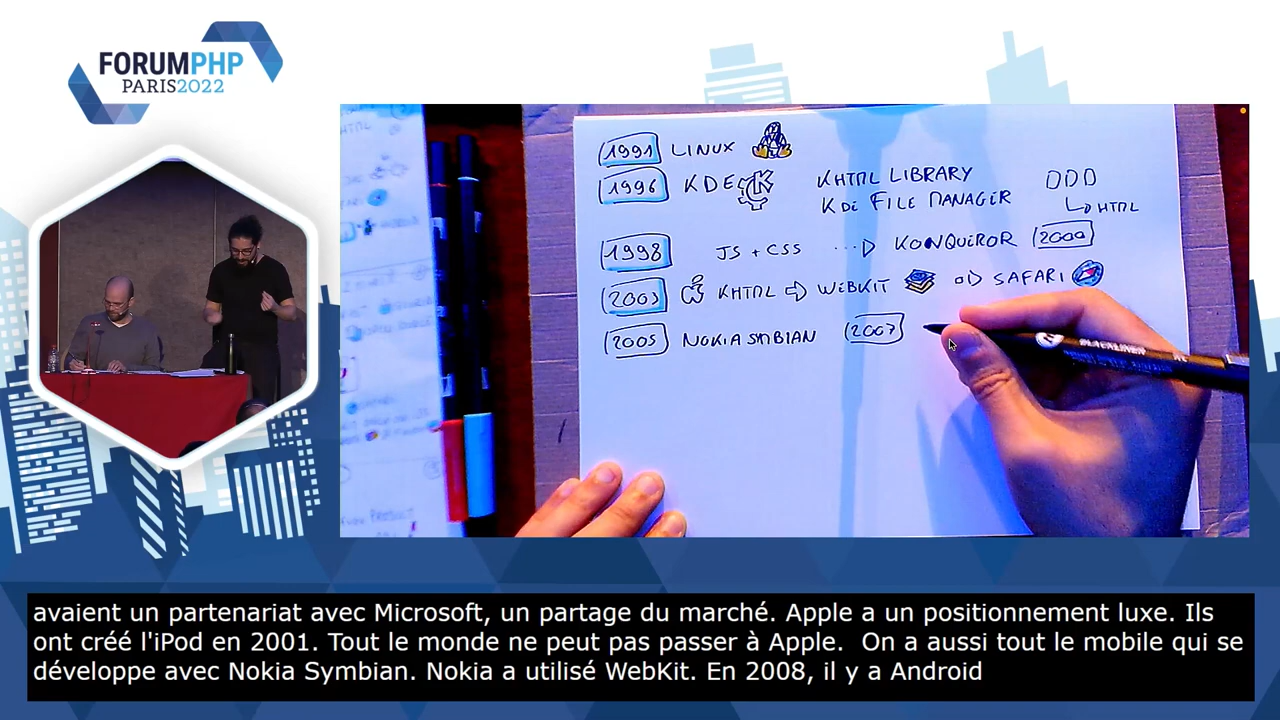 FORUMPHP
PARIS2022
1991 LINUX
1996 KDE KHTML LIBRARY
KDE FILE MANAGER
HTML
1998 JS + CSS KONQUEROR 2000
2003 KHTML WEBKIT SAFARI
2005 NOKIA SYMBIAN 2007
BLACKLINER
avaient un partenariat avec Microsoft, un partage du marché. Apple a un positionnement luxe. Ils
ont créé l'iPod en 2001. Tout le monde ne peut pas passer à Apple. On a aussi tout le mobile qui se
développe avec Nokia Symbian. Nokia a utilisé WebKit. En 2008, il y a Android